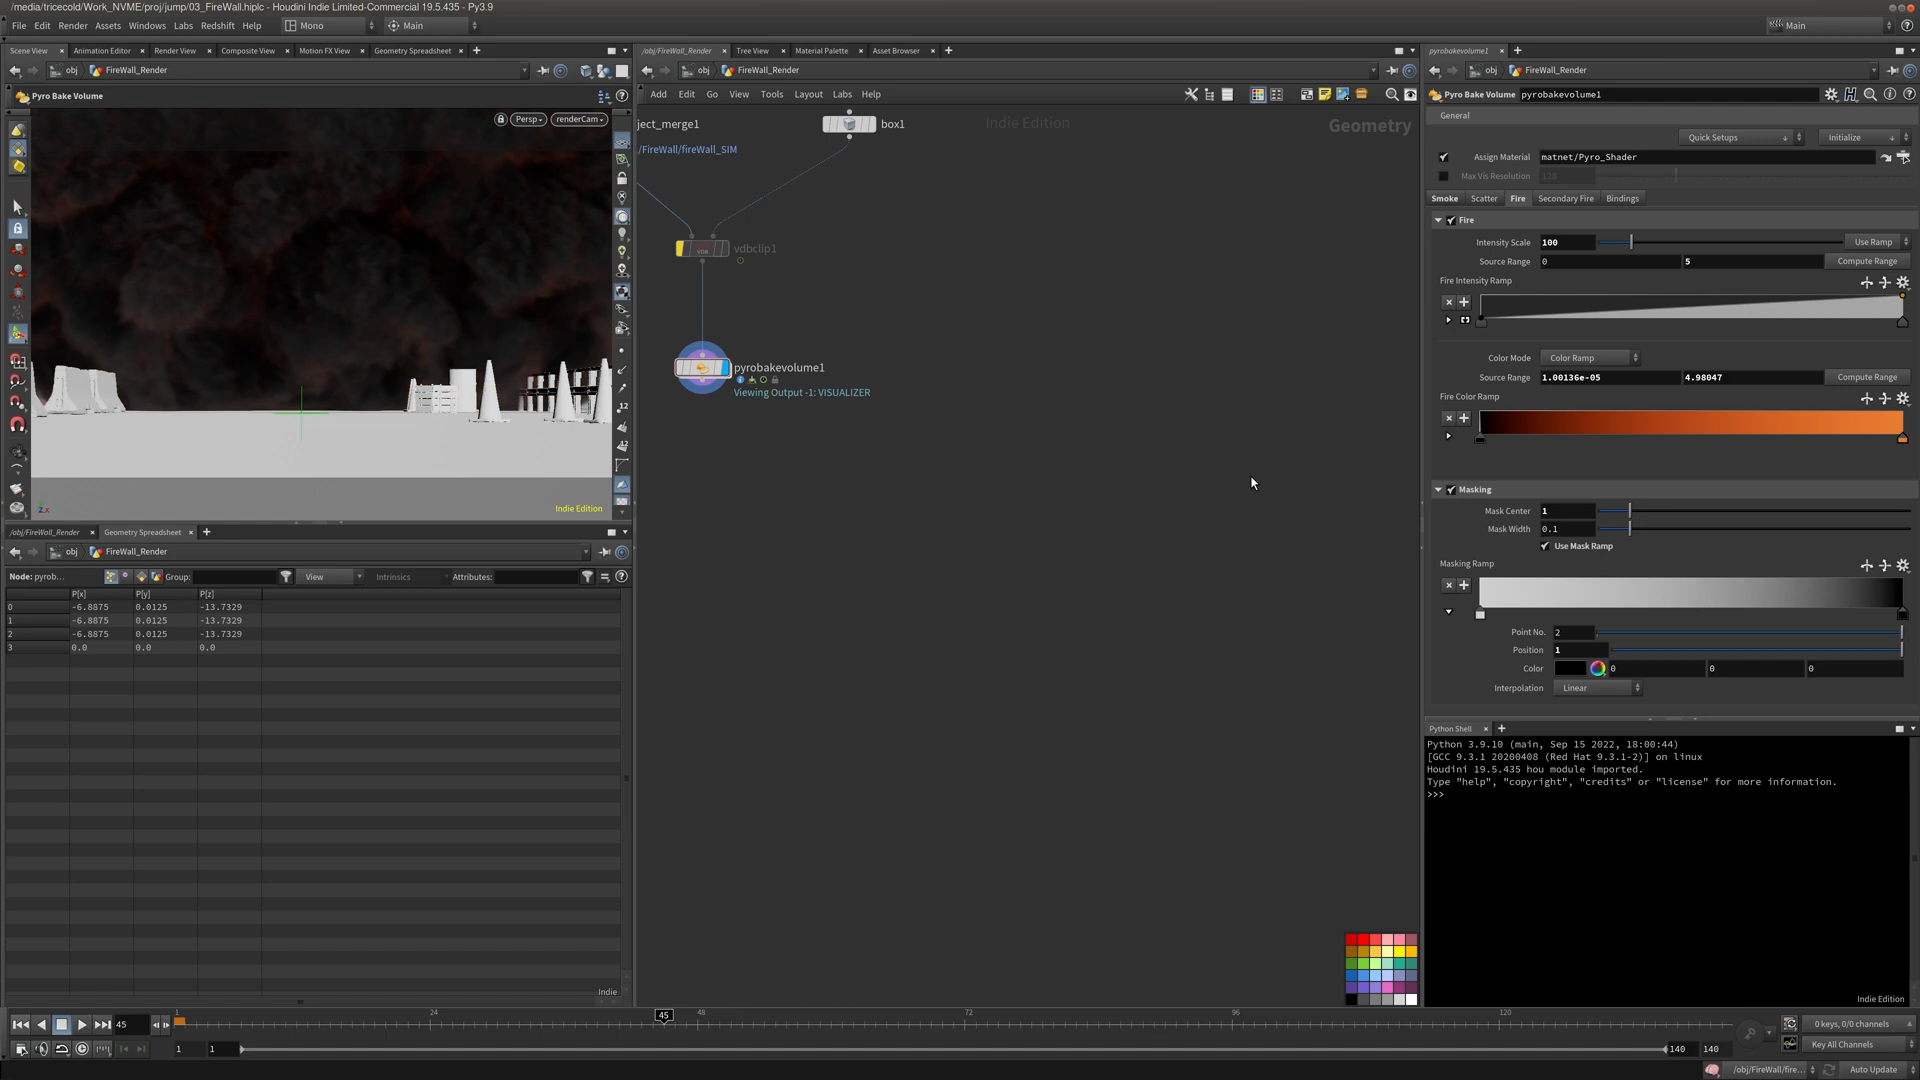 /media/tricecold/Work_NVME/proj/jump/03_FireWall.hiplc - Houdini Indie Limited-Commercial 19.5.435 - Py3.9
File Edit Render Assets Windows Labs Redshift Help Mono Main Main
Scene View Animation Editor Render View Composite View Motion FX View Geometry Spreadsheet
obj FireWall_Render
Pyro Bake Volume
Persp renderCam
Indie Edition
/obj/FireWall_Render Geometry Spreadsheet
obj FireWall_Render
Node: pyrob... Group: View Intrinsics Attributes:
P[x] P[y] P[z]
0 -6.8875 0.0125 -13.7329
1 -6.8875 0.0125 -13.7329
2 -6.8875 0.0125 -13.7329
3 0.0 0.0 0.0
Indie
/obj/FireWall_Render Tree View Material Palette Asset Browser
obj FireWall_Render
Add Edit Go View Tools Layout Labs Help
ject_merge1
/FireWall/fireWall_SIM
box1
Indie Edition
Geometry
vdbclip1
pyrobakevolume1
Viewing Output -1: VISUALIZER
pyrobakevolume1
obj FireWall_Render
Pyro Bake Volume pyrobakevolume1
General
Quick Setups Initialize
Assign Material matnet/Pyro_Shader
Max Vis Resolution 128
Smoke Scatter Fire Secondary Fire Bindings
Fire
Intensity Scale 100 Use Ramp
Source Range 0 5 Compute Range
Fire Intensity Ramp
Color Mode Color Ramp
Source Range 1.00136e-05 4.98047 Compute Range
Fire Color Ramp
Masking
Mask Center 1
Mask Width 0.1
Use Mask Ramp
Masking Ramp
Point No. 2
Position 1
Color 0 0 0
Interpolation Linear
Python Shell
Python 3.9.10 (main, Sep 15 2022, 18:00:44)
[GCC 9.3.1 20200408 (Red Hat 9.3.1-2)] on linux
Houdini 19.5.435 hou module imported.
Type "help", "copyright", "credits" or "license" for more information.
>>>
Indie Edition
45 1 24 45 48 72 96 120
1 1 140 140
0 keys, 0/0 channels
Key All Channels
/obj/FireWall/fire... Auto Update